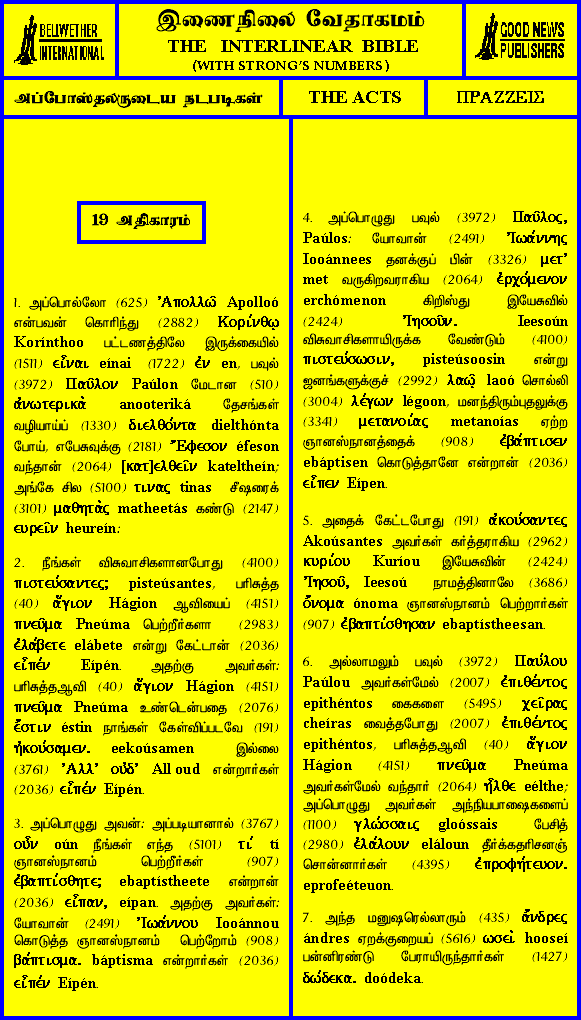 BELLWETHER
INTERNATIONAL
இணைநிலை வேதாகமம்
THE INTERLINEAR BIBLE
(WITH STRONG'S NUMBERS)
GOOD NEWS
PUBLISHERS
அப்போஸ்தலருடைய நடபடிகள்
THE ACTS
ΠΡΑΖΖΕΙΣ
19 அதிகாரம்
1. அப்பொல்லோ (625) Ἀπολλῶ Apolloó
என்பவன் கொரிந்து (2882) Κορίνθῳ
Korínthoo பட்டணத்திலே இருக்கையில்
(1511) εἶναι eínai (1722) ἐν en, பவுல்
(3972) Παῦλον Paúlon மேடான (510)
ἀνωτερικὰ anooteriká தேசங்கள்
வழியாய்ப் (1330) διελθόντα dielthónta
போய், எபேசுவுக்கு (2181) Ἔφεσον éfeson
வந்தான் (2064) [κατ]ελθεῖν katelthein;
அங்கே சில (5100) τινας tinas சீஷரைக்
(3101) μαθητὰς matheetás கண்டு (2147)
ευρεῖν heureín:
2. நீங்கள் விசுவாசிகளானபோது (4100)
πιστεύσαντες; pisteúsantes, பரிசுத்த
(40) ἅγιον Hágion ஆவியைப் (4151)
πνεῦμα Pneúma பெற்றீர்களா (2983)
ἐλάβετε elábete என்று கேட்டான் (2036)
εἶπέν Eípén. அதற்கு அவர்கள்:
பரிசுத்தஆவி (40) ἅγιον Hágion (4151)
πνεῦμα Pneúma உண்டென்பதை (2076)
ἔστιν éstin நாங்கள் கேள்விப்படவே (191)
ἠκούσαμεν. eekoúsamen இல்லை
(3761) Ἀλλ' οὐδ' All oud என்றார்கள்
(2036) εἶπέν Eípén.
3. அப்பொழுது அவன்: அப்படியானால் (3767)
οὖν oún நீங்கள் எந்த (5101) τί tí
ஞானஸ்நானம் பெற்றீர்கள் (907)
ἐβαπτίσθητε; ebaptístheete என்றான்
(2036) εἶπαν, eípan. அதற்கு அவர்கள்:
யோவான் (2491) Ἰωάννου Iooánnou
கொடுத்த ஞானஸ்நானம் பெற்றோம் (908)
βάπτισμα. báptisma என்றார்கள் (2036)
εἶπέν Eípén.
4. அப்பொழுது பவுல் (3972) Παῦλος,
Paúlos: யோவான் (2491) Ἰωάννης
Iooánnees தனக்குப் பின் (3326) μετ'
met வருகிறவராகிய (2064) ἐρχόμενον
erchómenon கிறிஸ்து இயேசுவில்
(2424) Ἰησοῦν. Ieesoún
விசுவாசிகளாயிருக்க வேண்டும் (4100)
πιστεύσωσιν, pisteúsoosin என்று
ஜனங்களுக்குச் (2992) λαῷ laoó சொல்லி
(3004) λέγων légoon, மனந்திரும்புதலுக்கு
(3341) μετανοίας metanoías ஏற்ற
ஞானஸ்நானத்தைக் (908) ἐβάπτισεν
ebáptisen கொடுத்தானே என்றான் (2036)
εἶπεν Eípen.
5. அதைக் கேட்டபோது (191) ἀκούσαντες
Akoúsantes அவர்கள் கர்த்தராகிய (2962)
κυρίου Kuríou இயேசுவின் (2424)
Ἰησοῦ, Ieesoú நாமத்தினாலே (3686)
ὄνομα ónoma ஞானஸ்நானம் பெற்றார்கள்
(907) ἐβαπτίσθησαν ebaptístheesan.
6. அல்லாமலும் பவுல் (3972) Παύλου
Paúlou அவர்கள்மேல் (2007) ἐπιθέντος
epithéntos கைகளை (5495) χεῖρας
cheíras வைத்தபோது (2007) ἐπιθέντος
epithéntos, பரிசுத்தஆவி (40) ἅγιον
Hágion (4151) πνεῦμα Pneúma
அவர்கள்மேல் வந்தார் (2064) ἦλθε eélthe;
அப்பொழுது அவர்கள் அந்நியபாஷைகளைப்
(1100) γλώσσαις gloóssais பேசித்
(2980) ἐλάλουν eláloun தீர்க்கதரிசனஞ்
சொன்னார்கள் (4395) ἐπροφήτευον.
eprofeéteuon.
7. அந்த மனுஷரெல்லாரும் (435) ἄνδρες
ándres ஏறக்குறையப் (5616) ωσεὶ hooseí
பன்னிரண்டு பேராயிருந்தார்கள் (1427)
δώδεκα. doódeka.